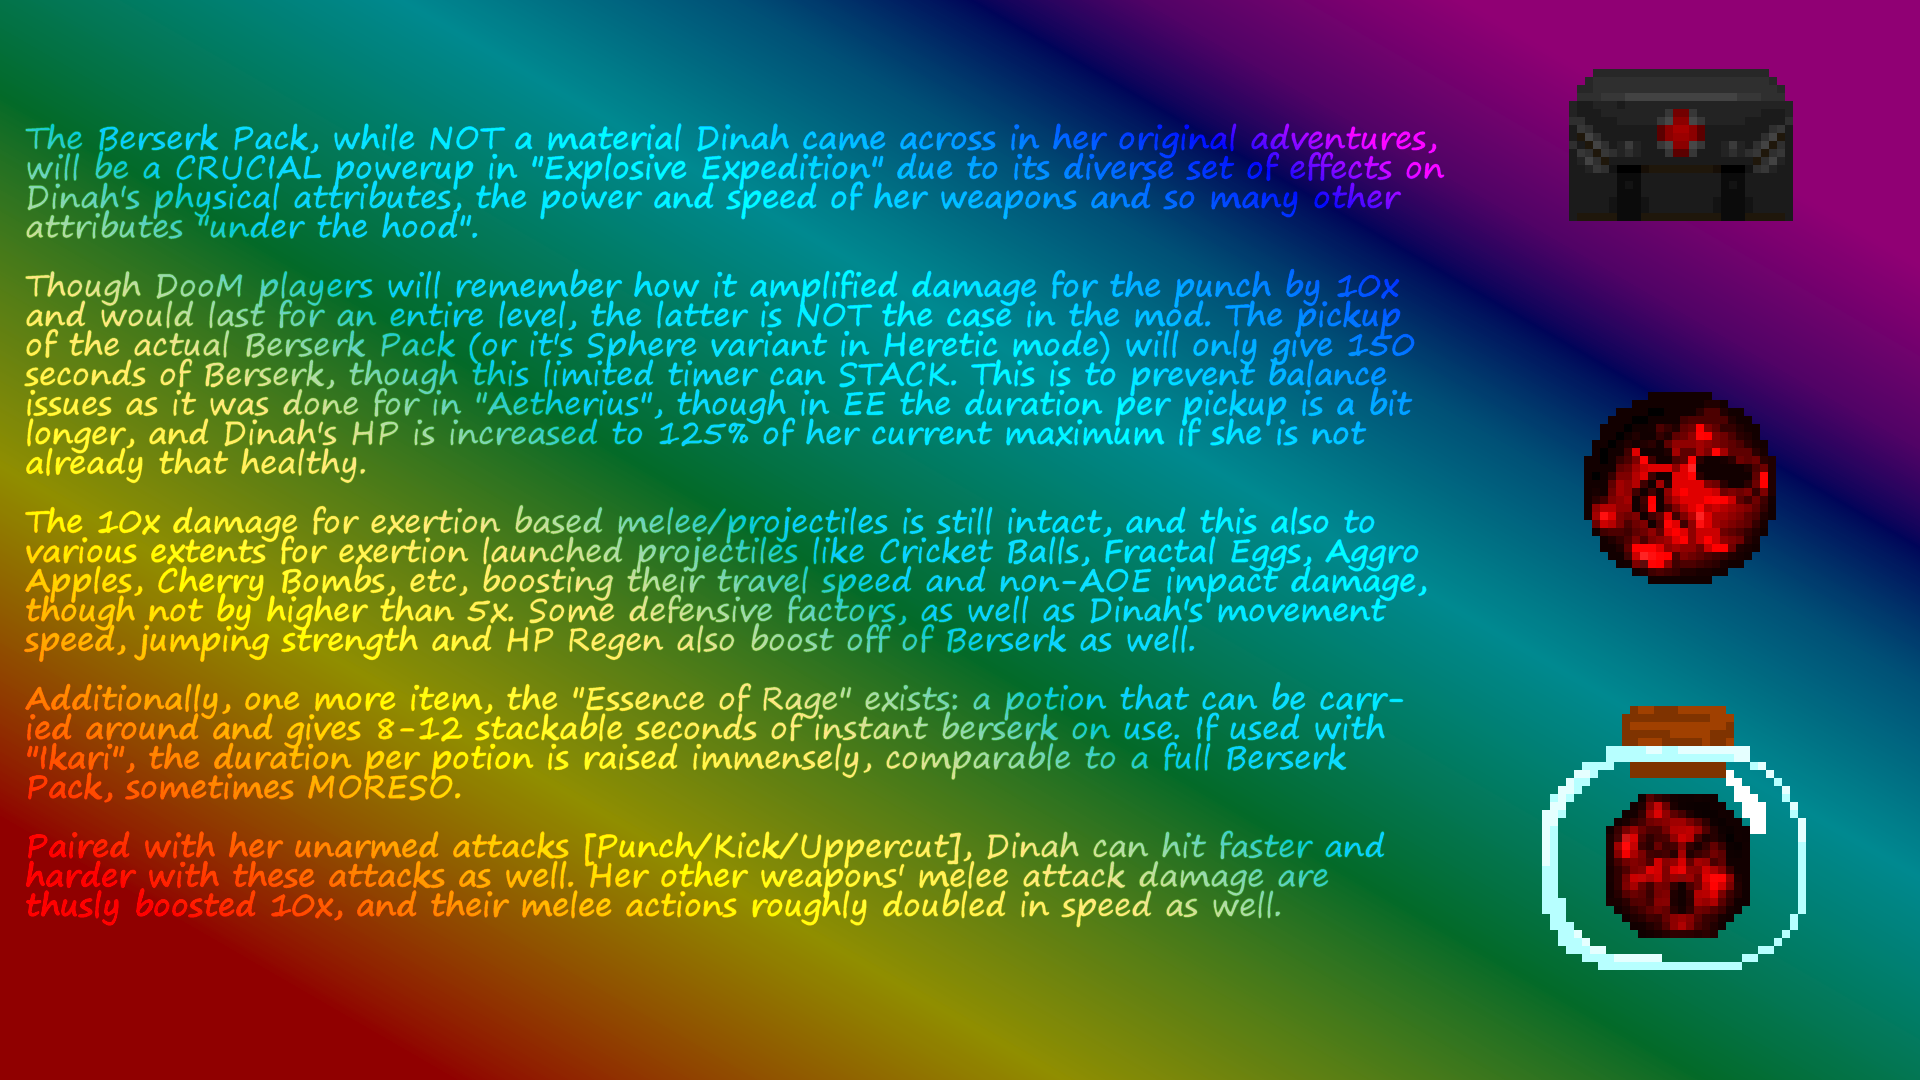 The Berserk Pack, while NOT a material Dinah came across in her original adventures,
will be a CRUCIAL powerup in "Explosive Expedition" due to its diverse set of effects on
Dinah's physical attributes, the power and speed of her weapons and so many other
attributes "under the hood".
Though DooM players will remember how it amplified damage for the punch by 10x
and would last for an entire level, the latter is NOT the case in the mod. The pickup
of the actual Berserk Pack (or it's Sphere variant in Heretic mode) will only give 150
seconds of Berserk, though this limited timer can STACK. This is to prevent balance
issues as it was done for in "Aetherius", though in EE the duration per pickup is a bit
longer, and Dinah's HP is increased to 125% of her current maximum if she is not
already that healthy.
The 10x damage for exertion based melee/projectiles is still intact, and this also to
various extents for exertion launched projectiles like Cricket Balls, Fractal Eggs, Aggro
Apples, Cherry Bombs, etc, boosting their travel speed and non-AOE impact damage,
though not by higher than 5x. Some defensive factors, as well as Dinah's movement
speed, jumping strength and HP Regen also boost off of Berserk as well.
Additionally, one more item, the "Essence of Rage" exists: a potion that can be carr-
ied around and gives 8-12 stackable seconds of instant berserk on use. If used with
"Ikari", the duration per potion is raised immensely, comparable to a full Berserk
Pack, sometimes MORESO.
Paired with her unarmed attacks [Punch/Kick/Uppercut], Dinah can hit faster and
harder with these attacks as well. Her other weapons' melee attack damage are
thusly boosted 10x, and their melee actions roughly doubled in speed as well.